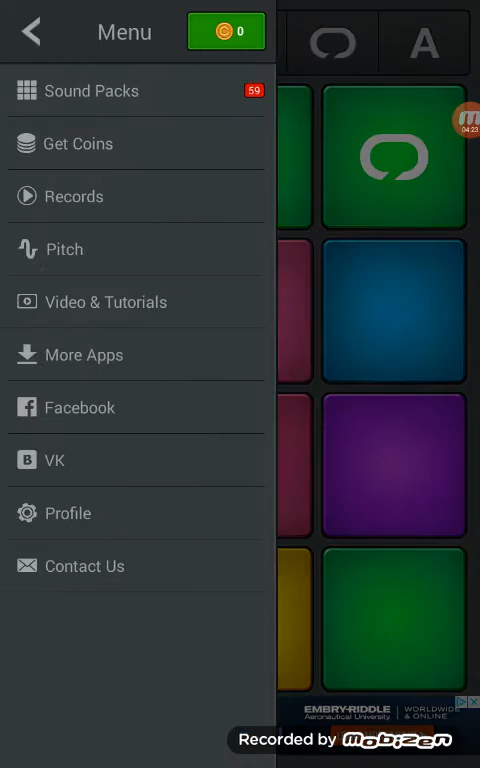 Menu
0
A
Sound Packs
59
Get Coins
04:23
Records
Pitch
Video & Tutorials
More Apps
Facebook
VK
Profile
Contact Us
EMBRY-RIDDLE
Aeronautical University
WORLDWIDE
& ONLINE
Recorded by MOBIZEN